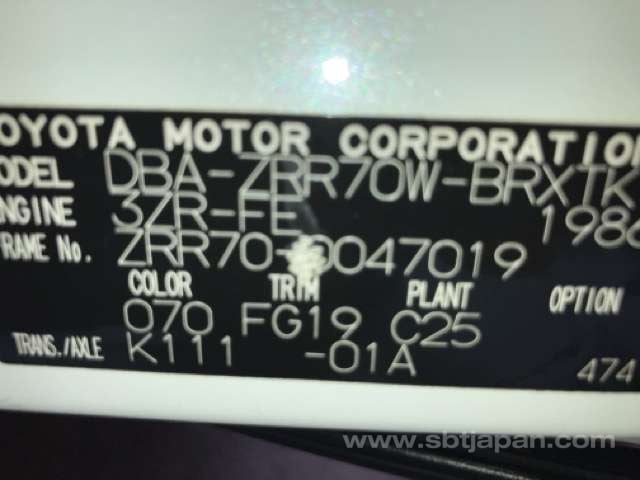 OYOTA MOTOR CORPORATION
ODEL DBA-ZRR70W-BRXTK
NGINE 3ZR-FE 1986
RAME No. ZRR70-0047019
COLOR TRIM PLANT OPTION
070 FG19 C25
TRANS./AXLE K111 -01A 474
www.sbtjapan.com